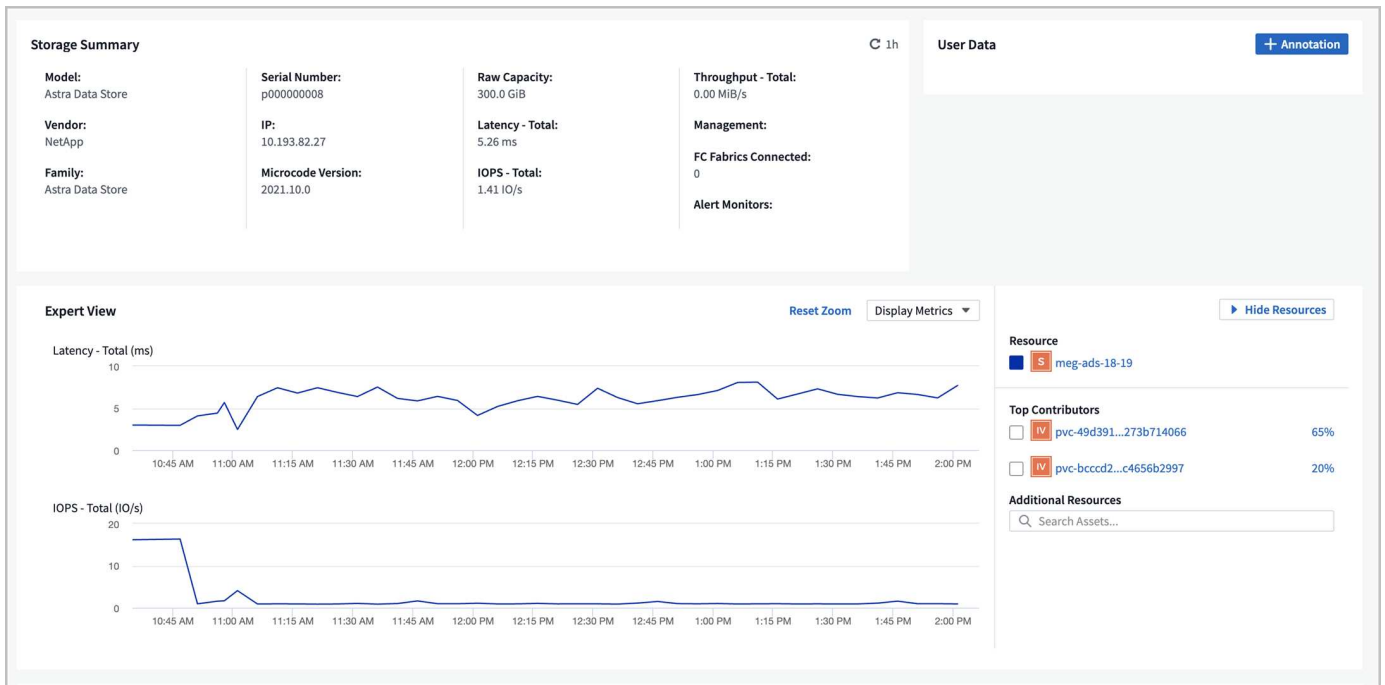 Storage Summary
1h
Model:
Astra Data Store
Vendor:
NetApp
Family:
Astra Data Store
Serial Number:
p000000008
IP:
10.193.82.27
Microcode Version:
2021.10.0
Raw Capacity:
300.0 GiB
Latency - Total:
5.26 ms
IOPS - Total:
1.41 IO/s
Throughput - Total:
0.00 MiB/s
Management:
FC Fabrics Connected:
0
Alert Monitors:
User Data
+ Annotation
Expert View
Reset Zoom
Display Metrics
Latency - Total (ms)
10
5
0
10:45 AM 11:00 AM 11:15 AM 11:30 AM 11:45 AM 12:00 PM 12:15 PM 12:30 PM 12:45 PM 1:00 PM 1:15 PM 1:30 PM 1:45 PM 2:00 PM
IOPS - Total (IO/s)
20
10
0
10:45 AM 11:00 AM 11:15 AM 11:30 AM 11:45 AM 12:00 PM 12:15 PM 12:30 PM 12:45 PM 1:00 PM 1:15 PM 1:30 PM 1:45 PM 2:00 PM
Hide Resources
Resource
S meg-ads-18-19
Top Contributors
IV pvc-49d391...273b714066 65%
IV pvc-bcccd2...c4656b2997 20%
Additional Resources
Search Assets...